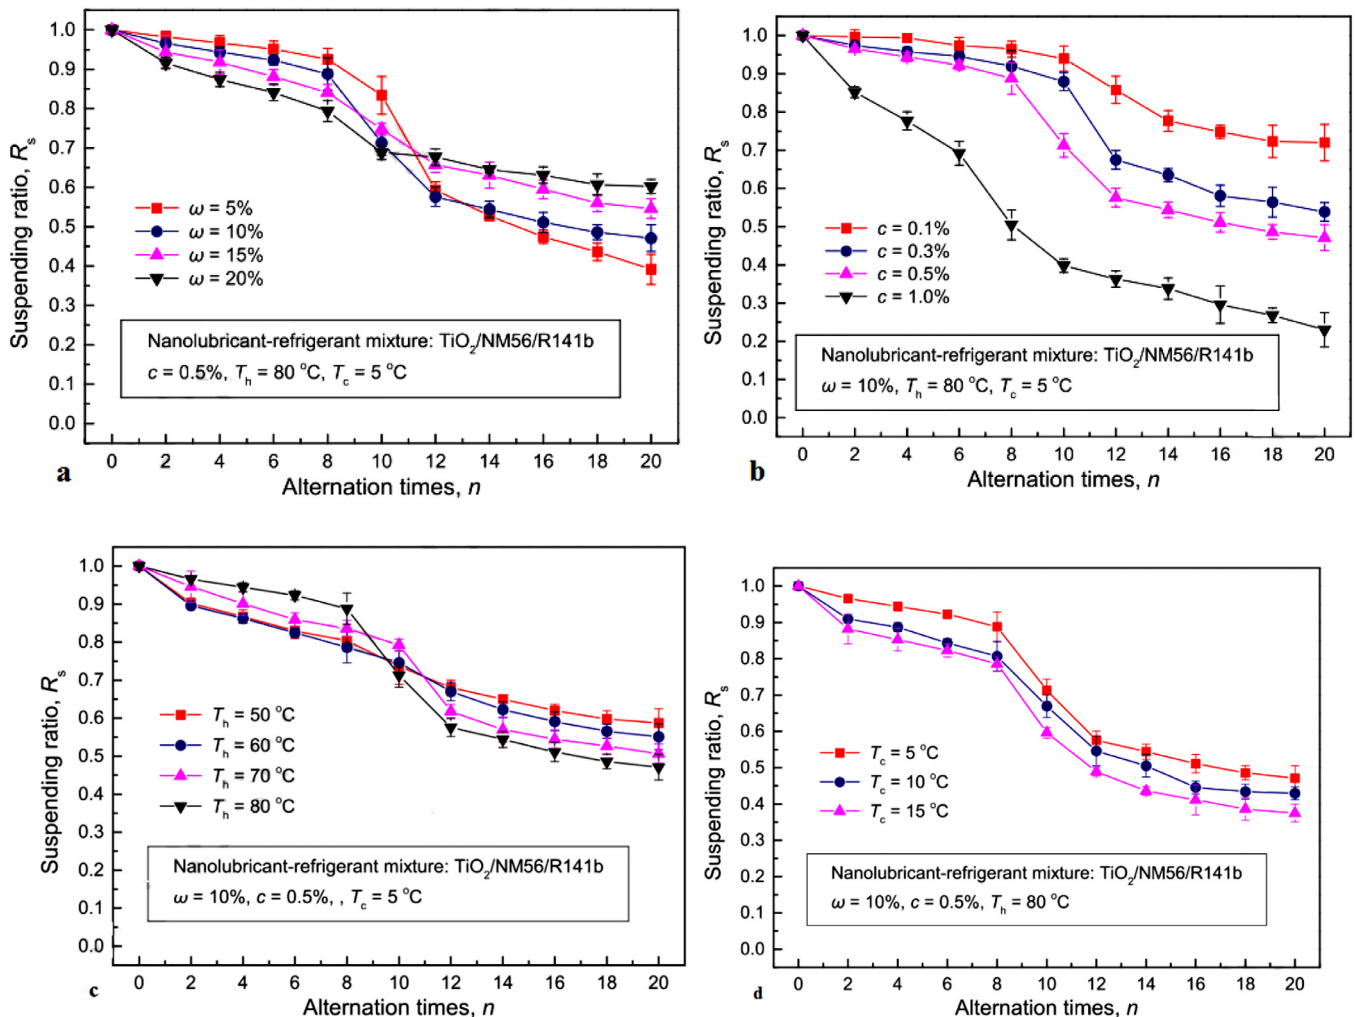 1.0
0.9
0.8
0.7
0.6
0.5
0.4
0.3
0.2
0.1
0.0
Suspending ratio, Rs
ω = 5%
ω = 10%
ω = 15%
ω = 20%
Nanolubricant-refrigerant mixture: TiO2/NM56/R141b
c = 0.5%, Th = 80 °C, Tc = 5 °C
0 2 4 6 8 10 12 14 16 18 20
Alternation times, n
a
1.0
0.9
0.8
0.7
0.6
0.5
0.4
0.3
0.2
0.1
0.0
Suspending ratio, Rs
c = 0.1%
c = 0.3%
c = 0.5%
c = 1.0%
Nanolubricant-refrigerant mixture: TiO2/NM56/R141b
ω = 10%, Th = 80 °C, Tc = 5 °C
0 2 4 6 8 10 12 14 16 18 20
Alternation times, n
b
1.0
0.9
0.8
0.7
0.6
0.5
0.4
0.3
0.2
0.1
0.0
Suspending ratio, Rs
Th = 50 °C
Th = 60 °C
Th = 70 °C
Th = 80 °C
Nanolubricant-refrigerant mixture: TiO2/NM56/R141b
ω = 10%, c = 0.5%, , Tc = 5 °C
0 2 4 6 8 10 12 14 16 18 20
Alternation times, n
c
1.0
0.9
0.8
0.7
0.6
0.5
0.4
0.3
0.2
0.1
0.0
Suspending ratio, Rs
Tc = 5 °C
Tc = 10 °C
Tc = 15 °C
Nanolubricant-refrigerant mixture: TiO2/NM56/R141b
ω = 10%, c = 0.5%, Th = 80 °C
0 2 4 6 8 10 12 14 16 18 20
Alternation times, n
d